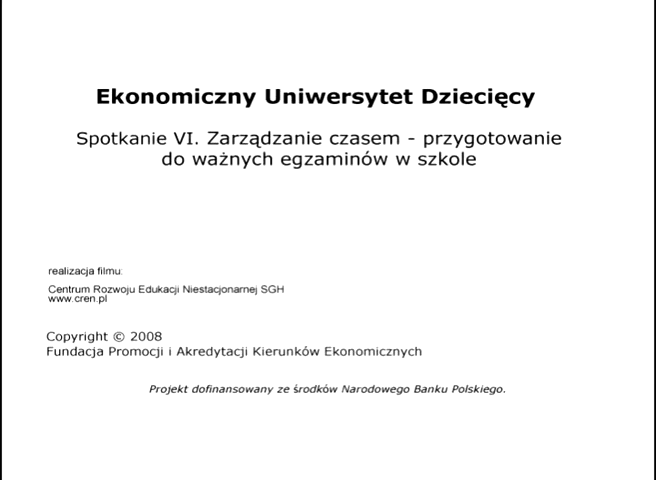 Ekonomiczny Uniwersytet Dziecięcy
Spotkanie VI. Zarządzanie czasem - przygotowanie
do ważnych egzaminów w szkole
realizacja filmu:
Centrum Rozwoju Edukacji Niestacjonarnej SGH
www.cren.pl
Copyright © 2008
Fundacja Promocji i Akredytacji Kierunków Ekonomicznych
Projekt dofinansowany ze środków Narodowego Banku Polskiego.